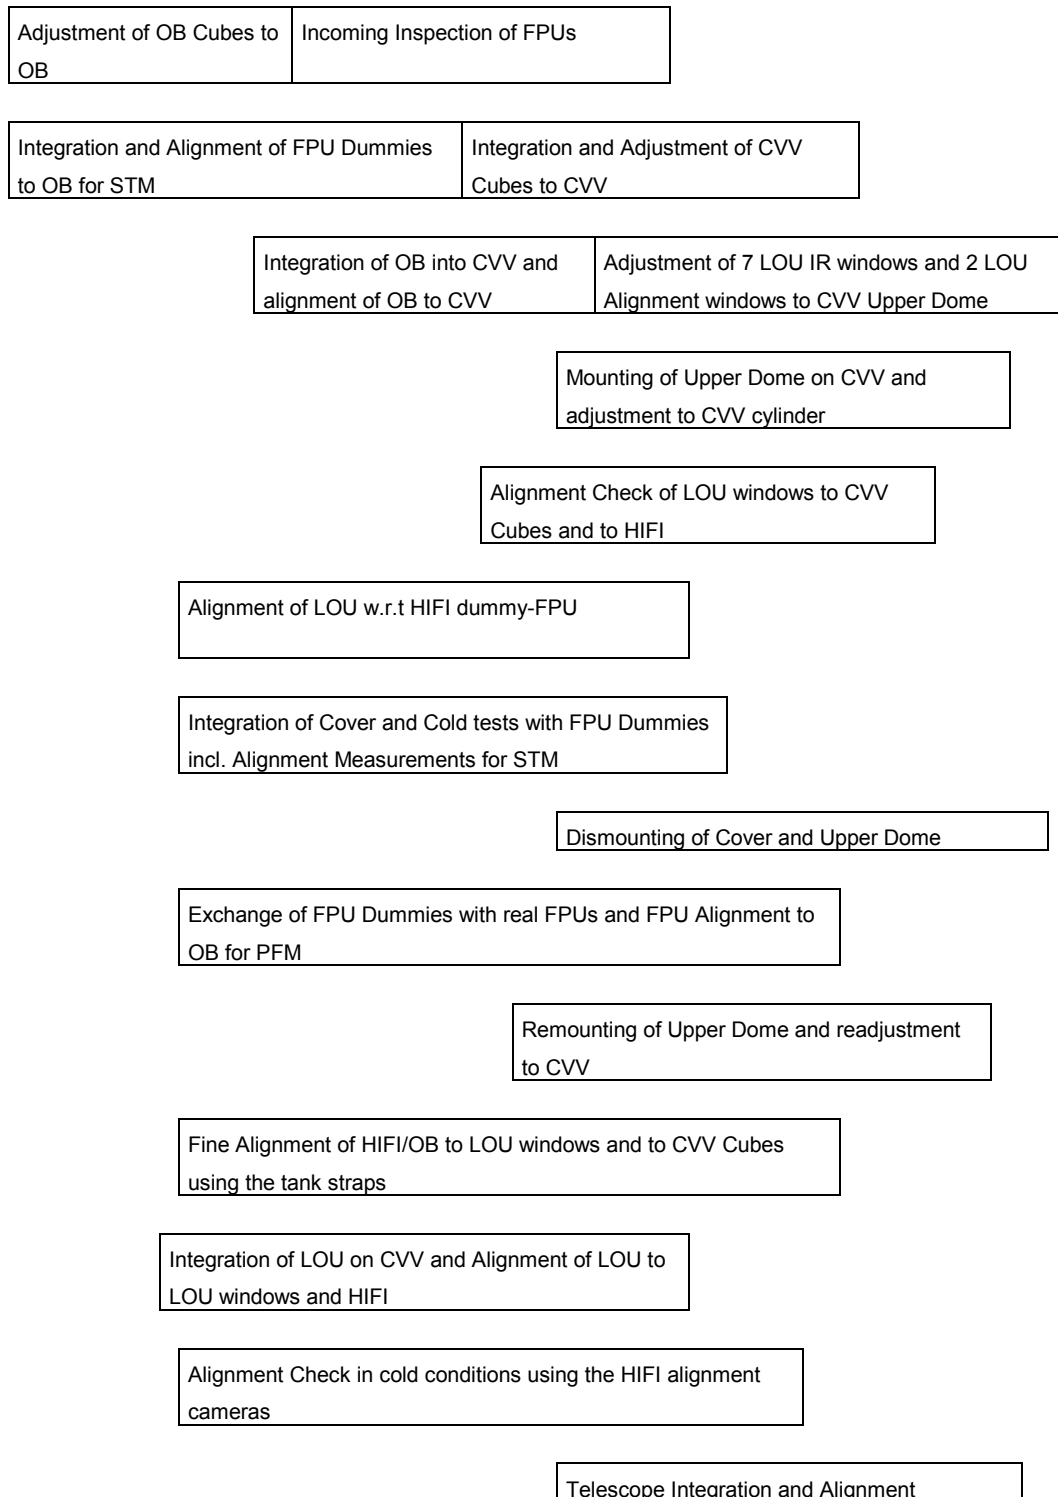 Adjustment of OB Cubes to
OB
Incoming Inspection of FPUs
Integration and Alignment of FPU Dummies
to OB for STM
Integration and Adjustment of CVV
Cubes to CVV
Integration of OB into CVV and
alignment of OB to CVV
Adjustment of 7 LOU IR windows and 2 LOU
Alignment windows to CVV Upper Dome
Mounting of Upper Dome on CVV and
adjustment to CVV cylinder
Alignment Check of LOU windows to CVV
Cubes and to HIFI
Alignment of LOU w.r.t HIFI dummy-FPU
Integration of Cover and Cold tests with FPU Dummies
incl. Alignment Measurements for STM
Dismounting of Cover and Upper Dome
Exchange of FPU Dummies with real FPUs and FPU Alignment to
OB for PFM
Remounting of Upper Dome and readjustment
to CVV
Fine Alignment of HIFI/OB to LOU windows and to CVV Cubes
using the tank straps
Integration of LOU on CVV and Alignment of LOU to
LOU windows and HIFI
Alignment Check in cold conditions using the HIFI alignment
cameras
Telescope Integration and Alignment